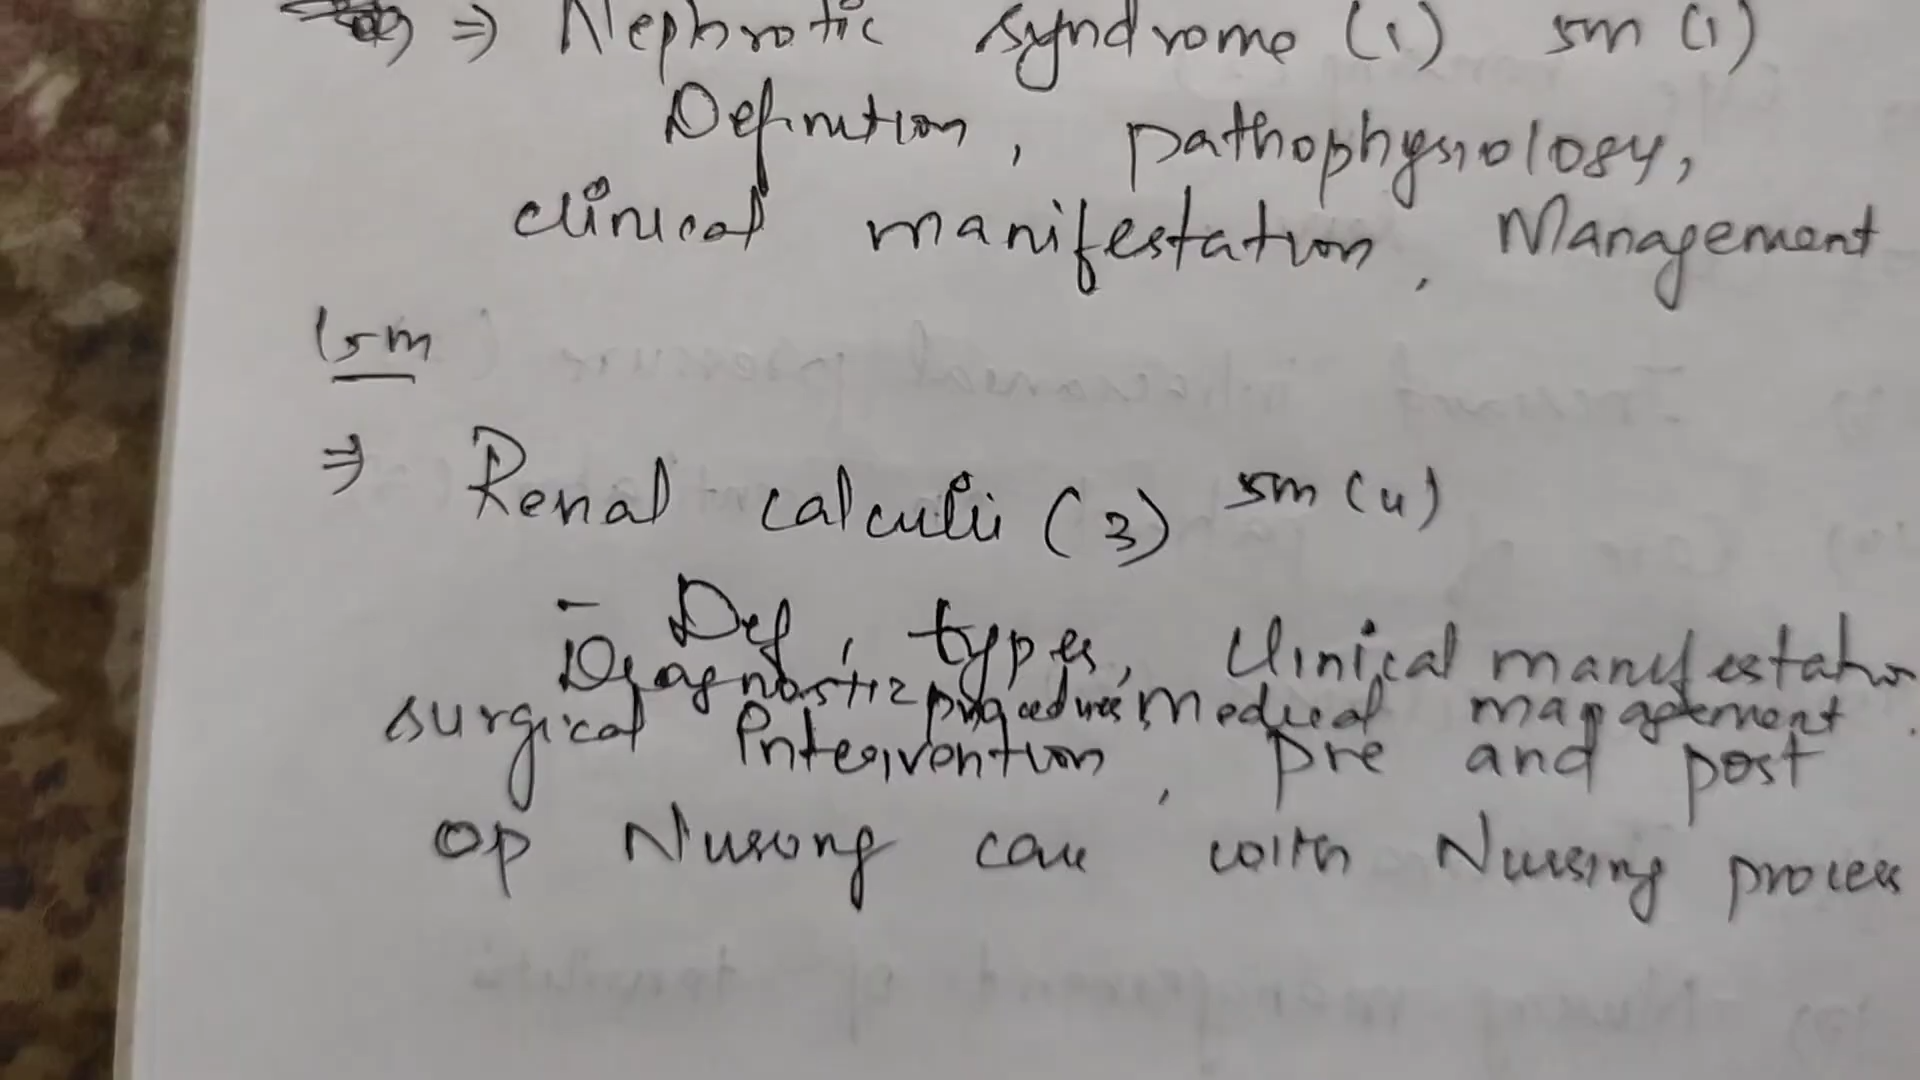 ⇒ Nephrotic syndrome (1) 5m (1)
Definition, pathophysiology,
clinical manifestation, Management
15m
⇒ Renal calculii (3) 5m (4)
- Def, types, Clinical manifestation
Diagnostic procedures, Medical management.
surgical Intervention, pre and post
op Nursing care with Nursing process